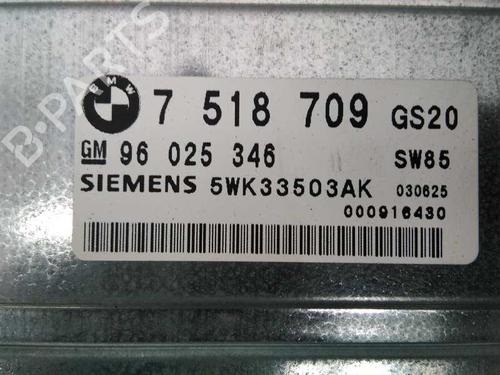 BMW 7 518 709 GS20
GM 96 025 346 SW85
SIEMENS 5WK33503AK 030625
000916430
B-PARTS